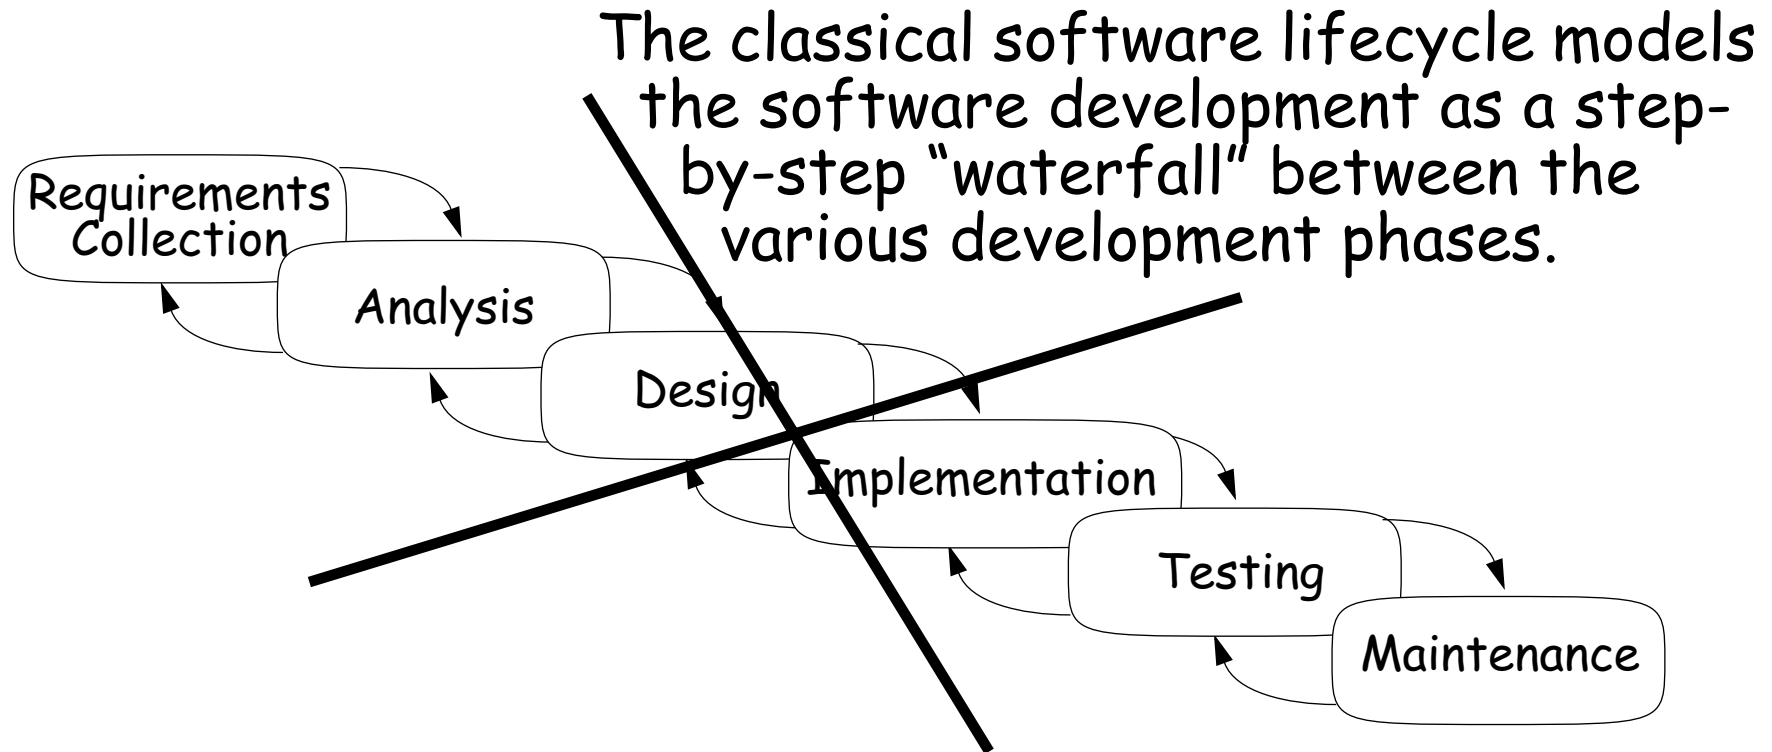 The classical software lifecycle models
the software development as a step-
by-step “waterfall” between the
various development phases.
Requirements
Collection
Analysis
Design
Implementation
Testing
Maintenance